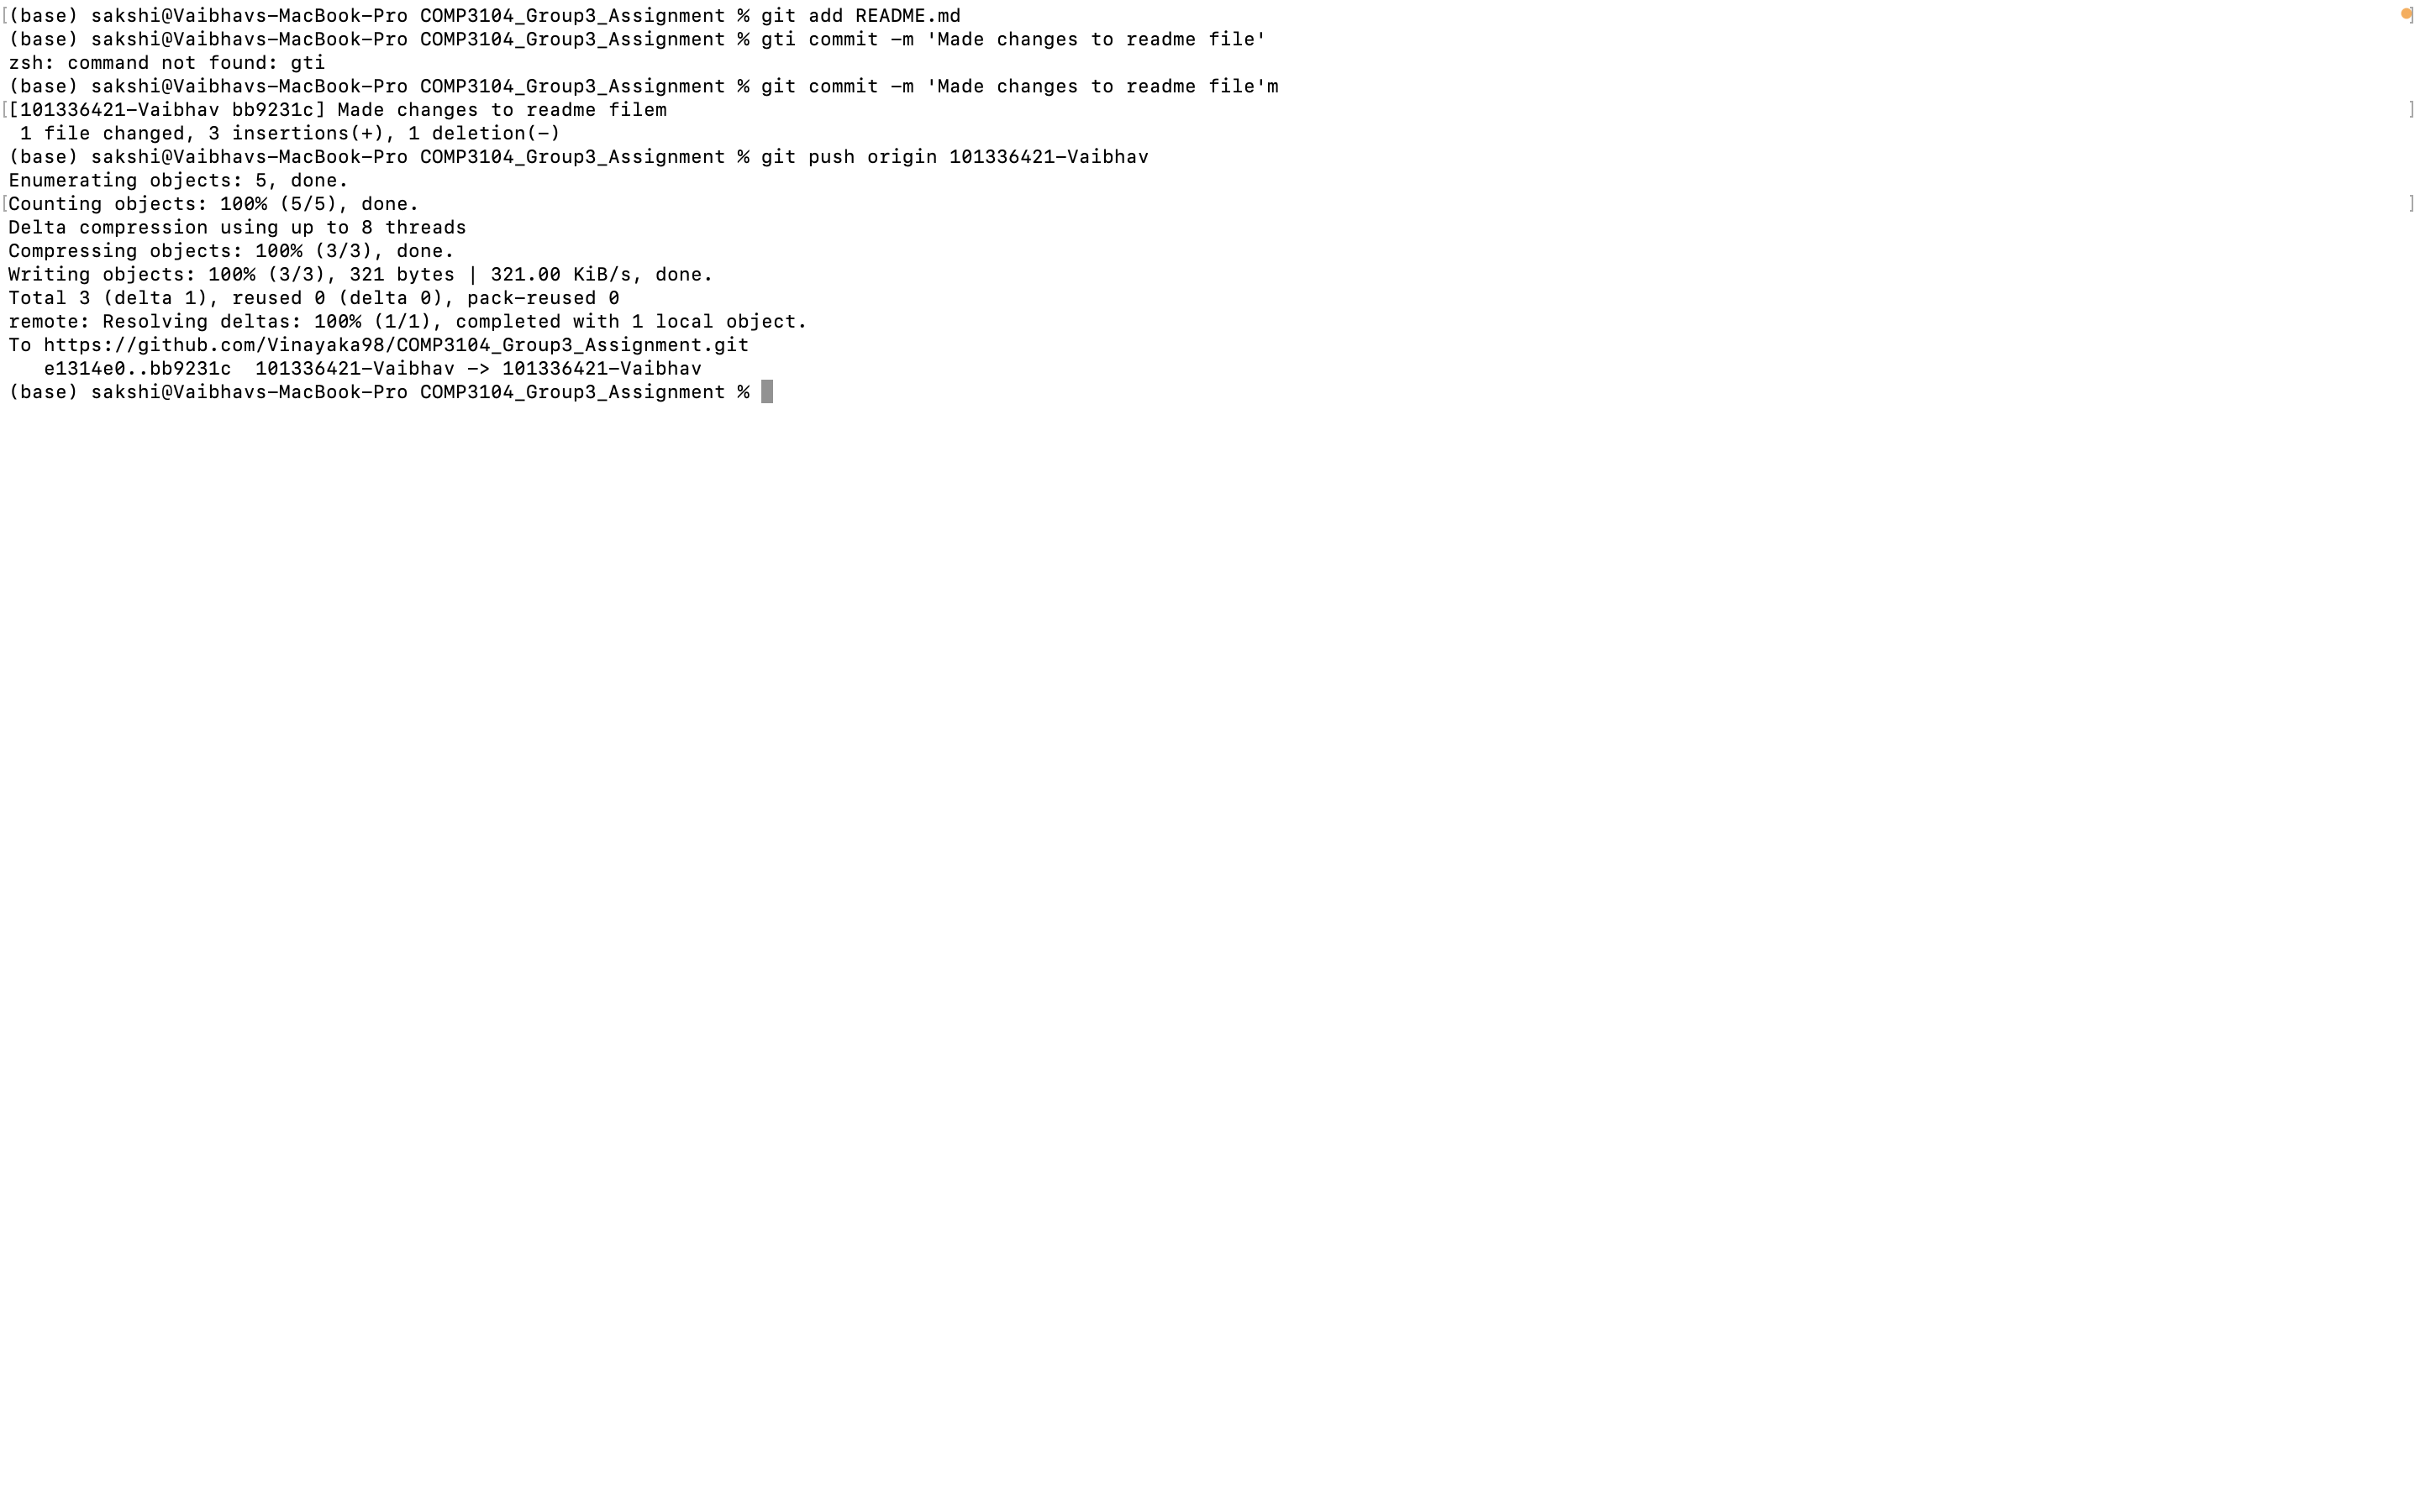 [(base) sakshi@Vaibhavs-MacBook-Pro COMP3104_Group3_Assignment % git add README.md ]
(base) sakshi@Vaibhavs-MacBook-Pro COMP3104_Group3_Assignment % gti commit -m 'Made changes to readme file'
zsh: command not found: gti
(base) sakshi@Vaibhavs-MacBook-Pro COMP3104_Group3_Assignment % git commit -m 'Made changes to readme file'm
[[101336421-Vaibhav bb9231c] Made changes to readme filem ]
1 file changed, 3 insertions(+), 1 deletion(-)
(base) sakshi@Vaibhavs-MacBook-Pro COMP3104_Group3_Assignment % git push origin 101336421-Vaibhav
Enumerating objects: 5, done.
[Counting objects: 100% (5/5), done. ]
Delta compression using up to 8 threads
Compressing objects: 100% (3/3), done.
Writing objects: 100% (3/3), 321 bytes | 321.00 KiB/s, done.
Total 3 (delta 1), reused 0 (delta 0), pack-reused 0
remote: Resolving deltas: 100% (1/1), completed with 1 local object.
To https://github.com/Vinayaka98/COMP3104_Group3_Assignment.git
e1314e0..bb9231c  101336421-Vaibhav -> 101336421-Vaibhav
(base) sakshi@Vaibhavs-MacBook-Pro COMP3104_Group3_Assignment %